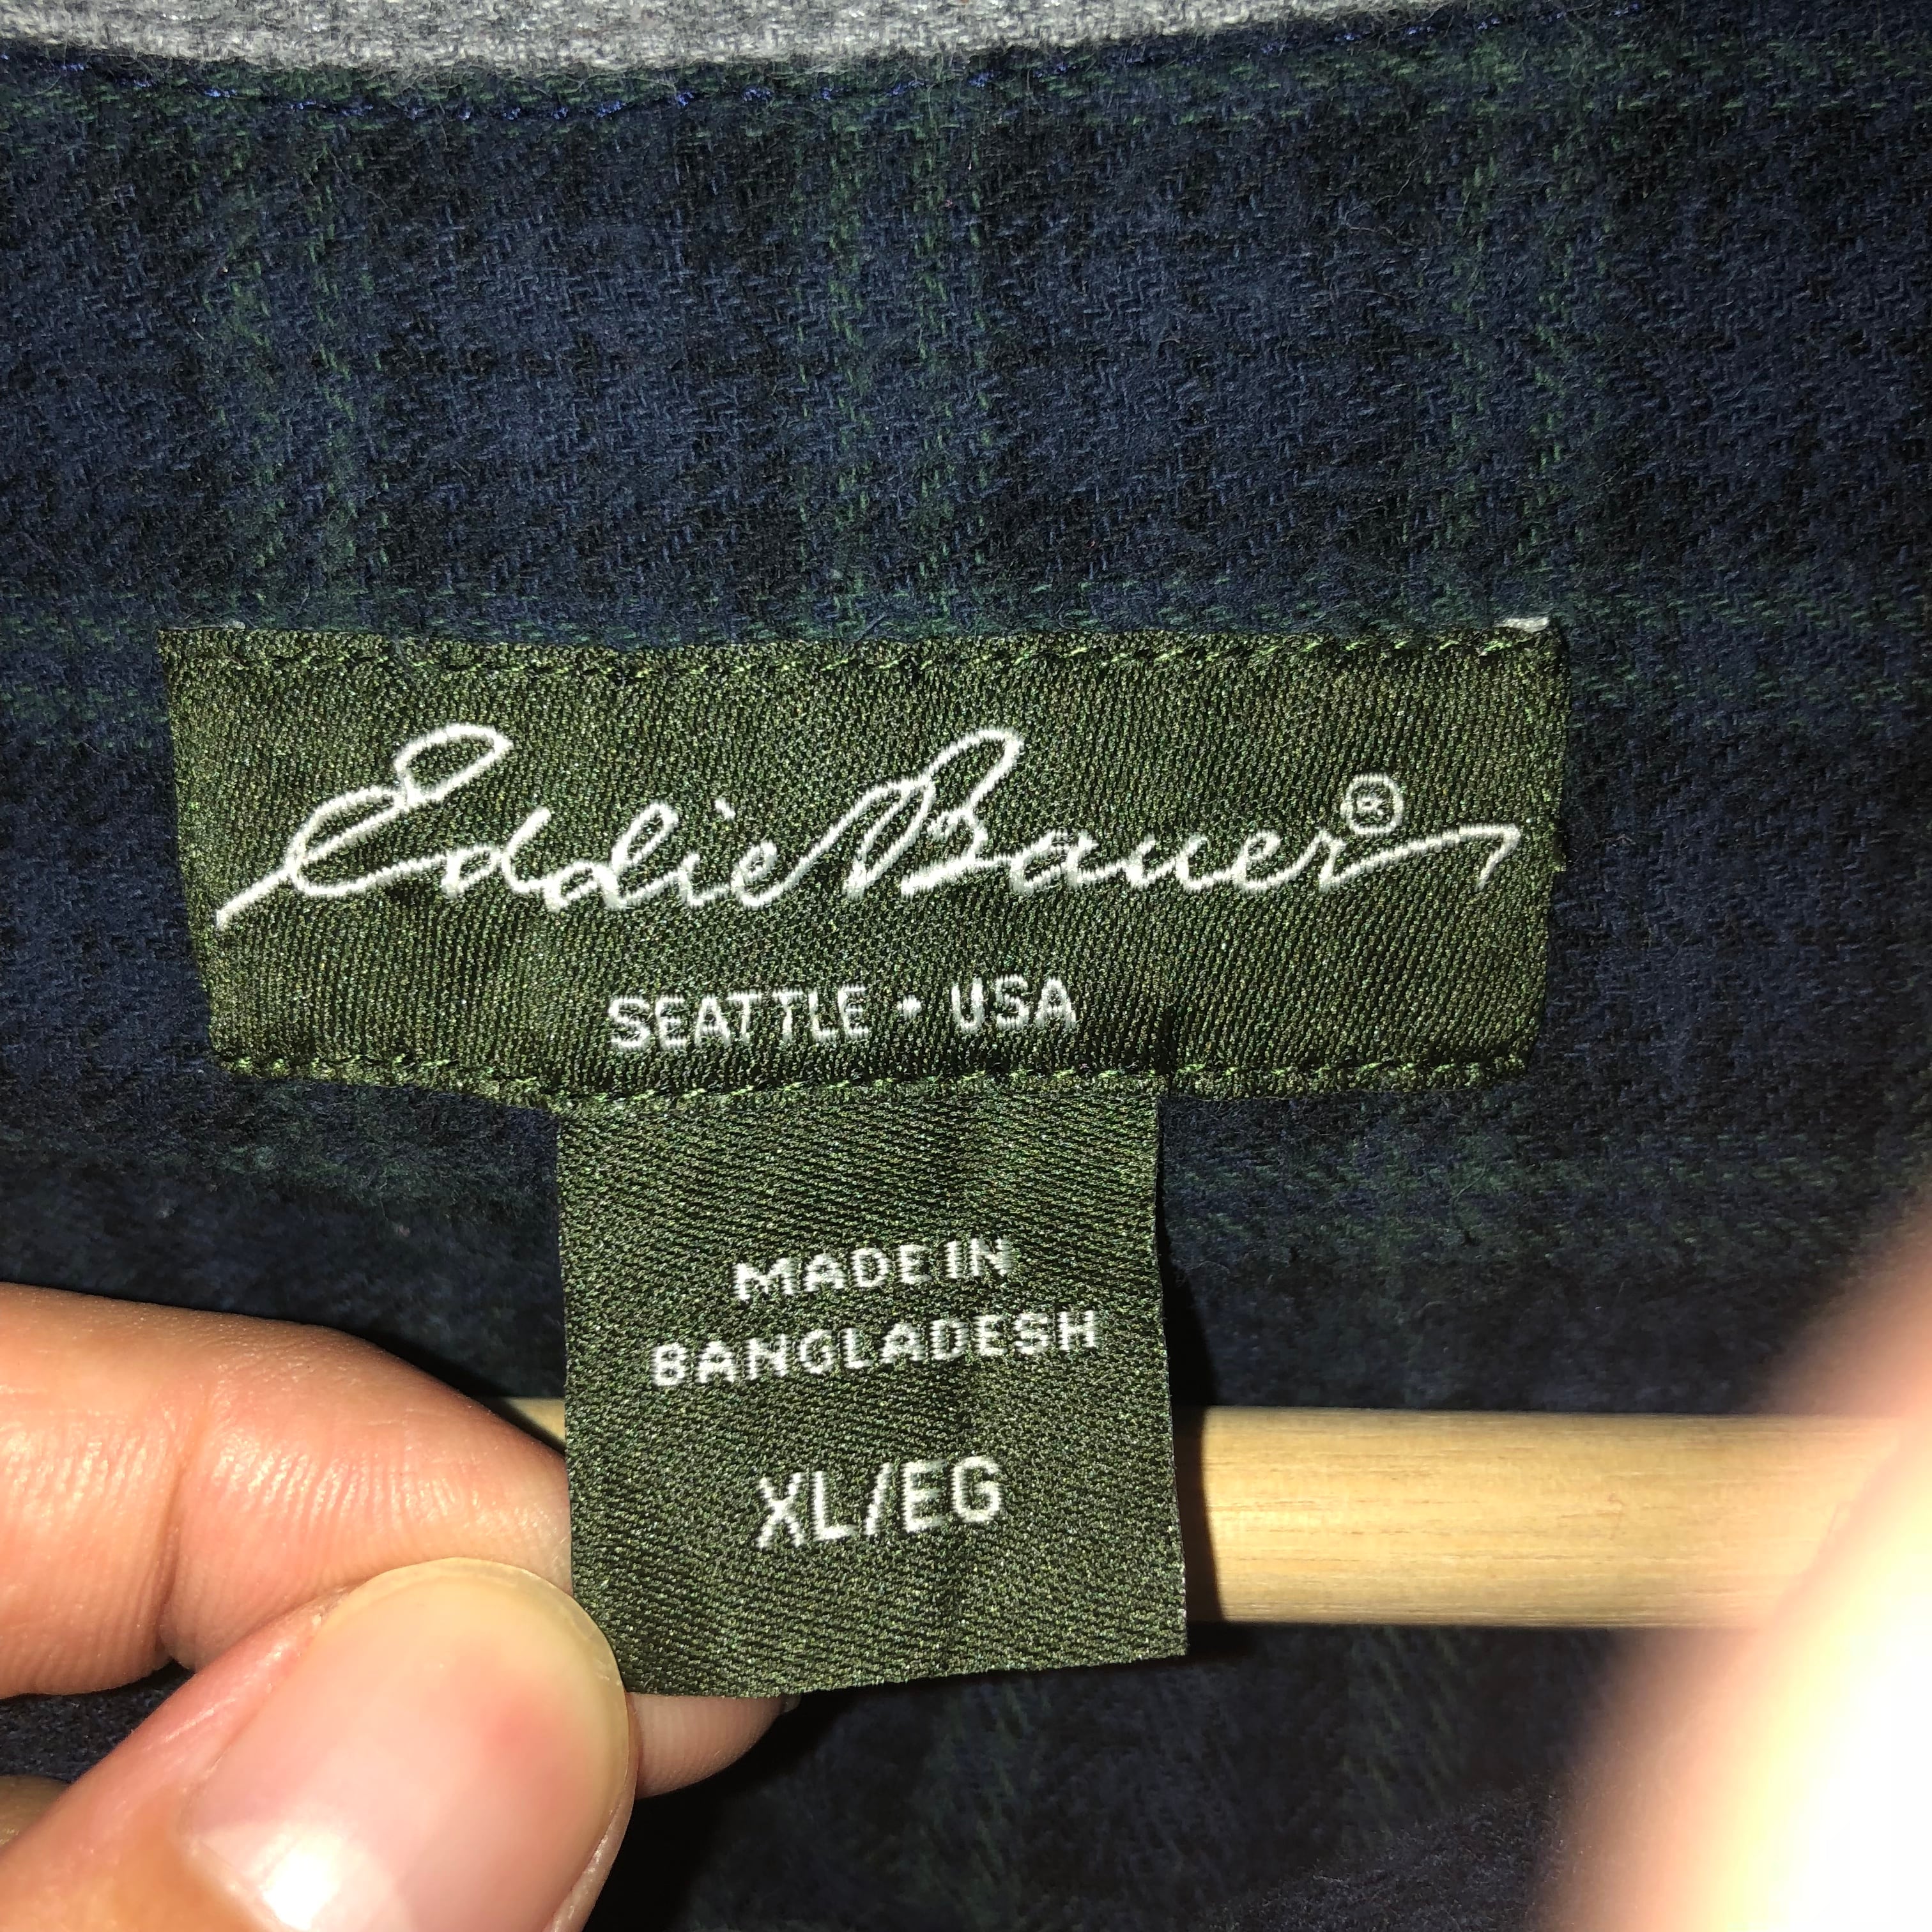 Eddie Bauer®
SEATTLE • USA
MADE IN
BANGLADESH
XL/EG